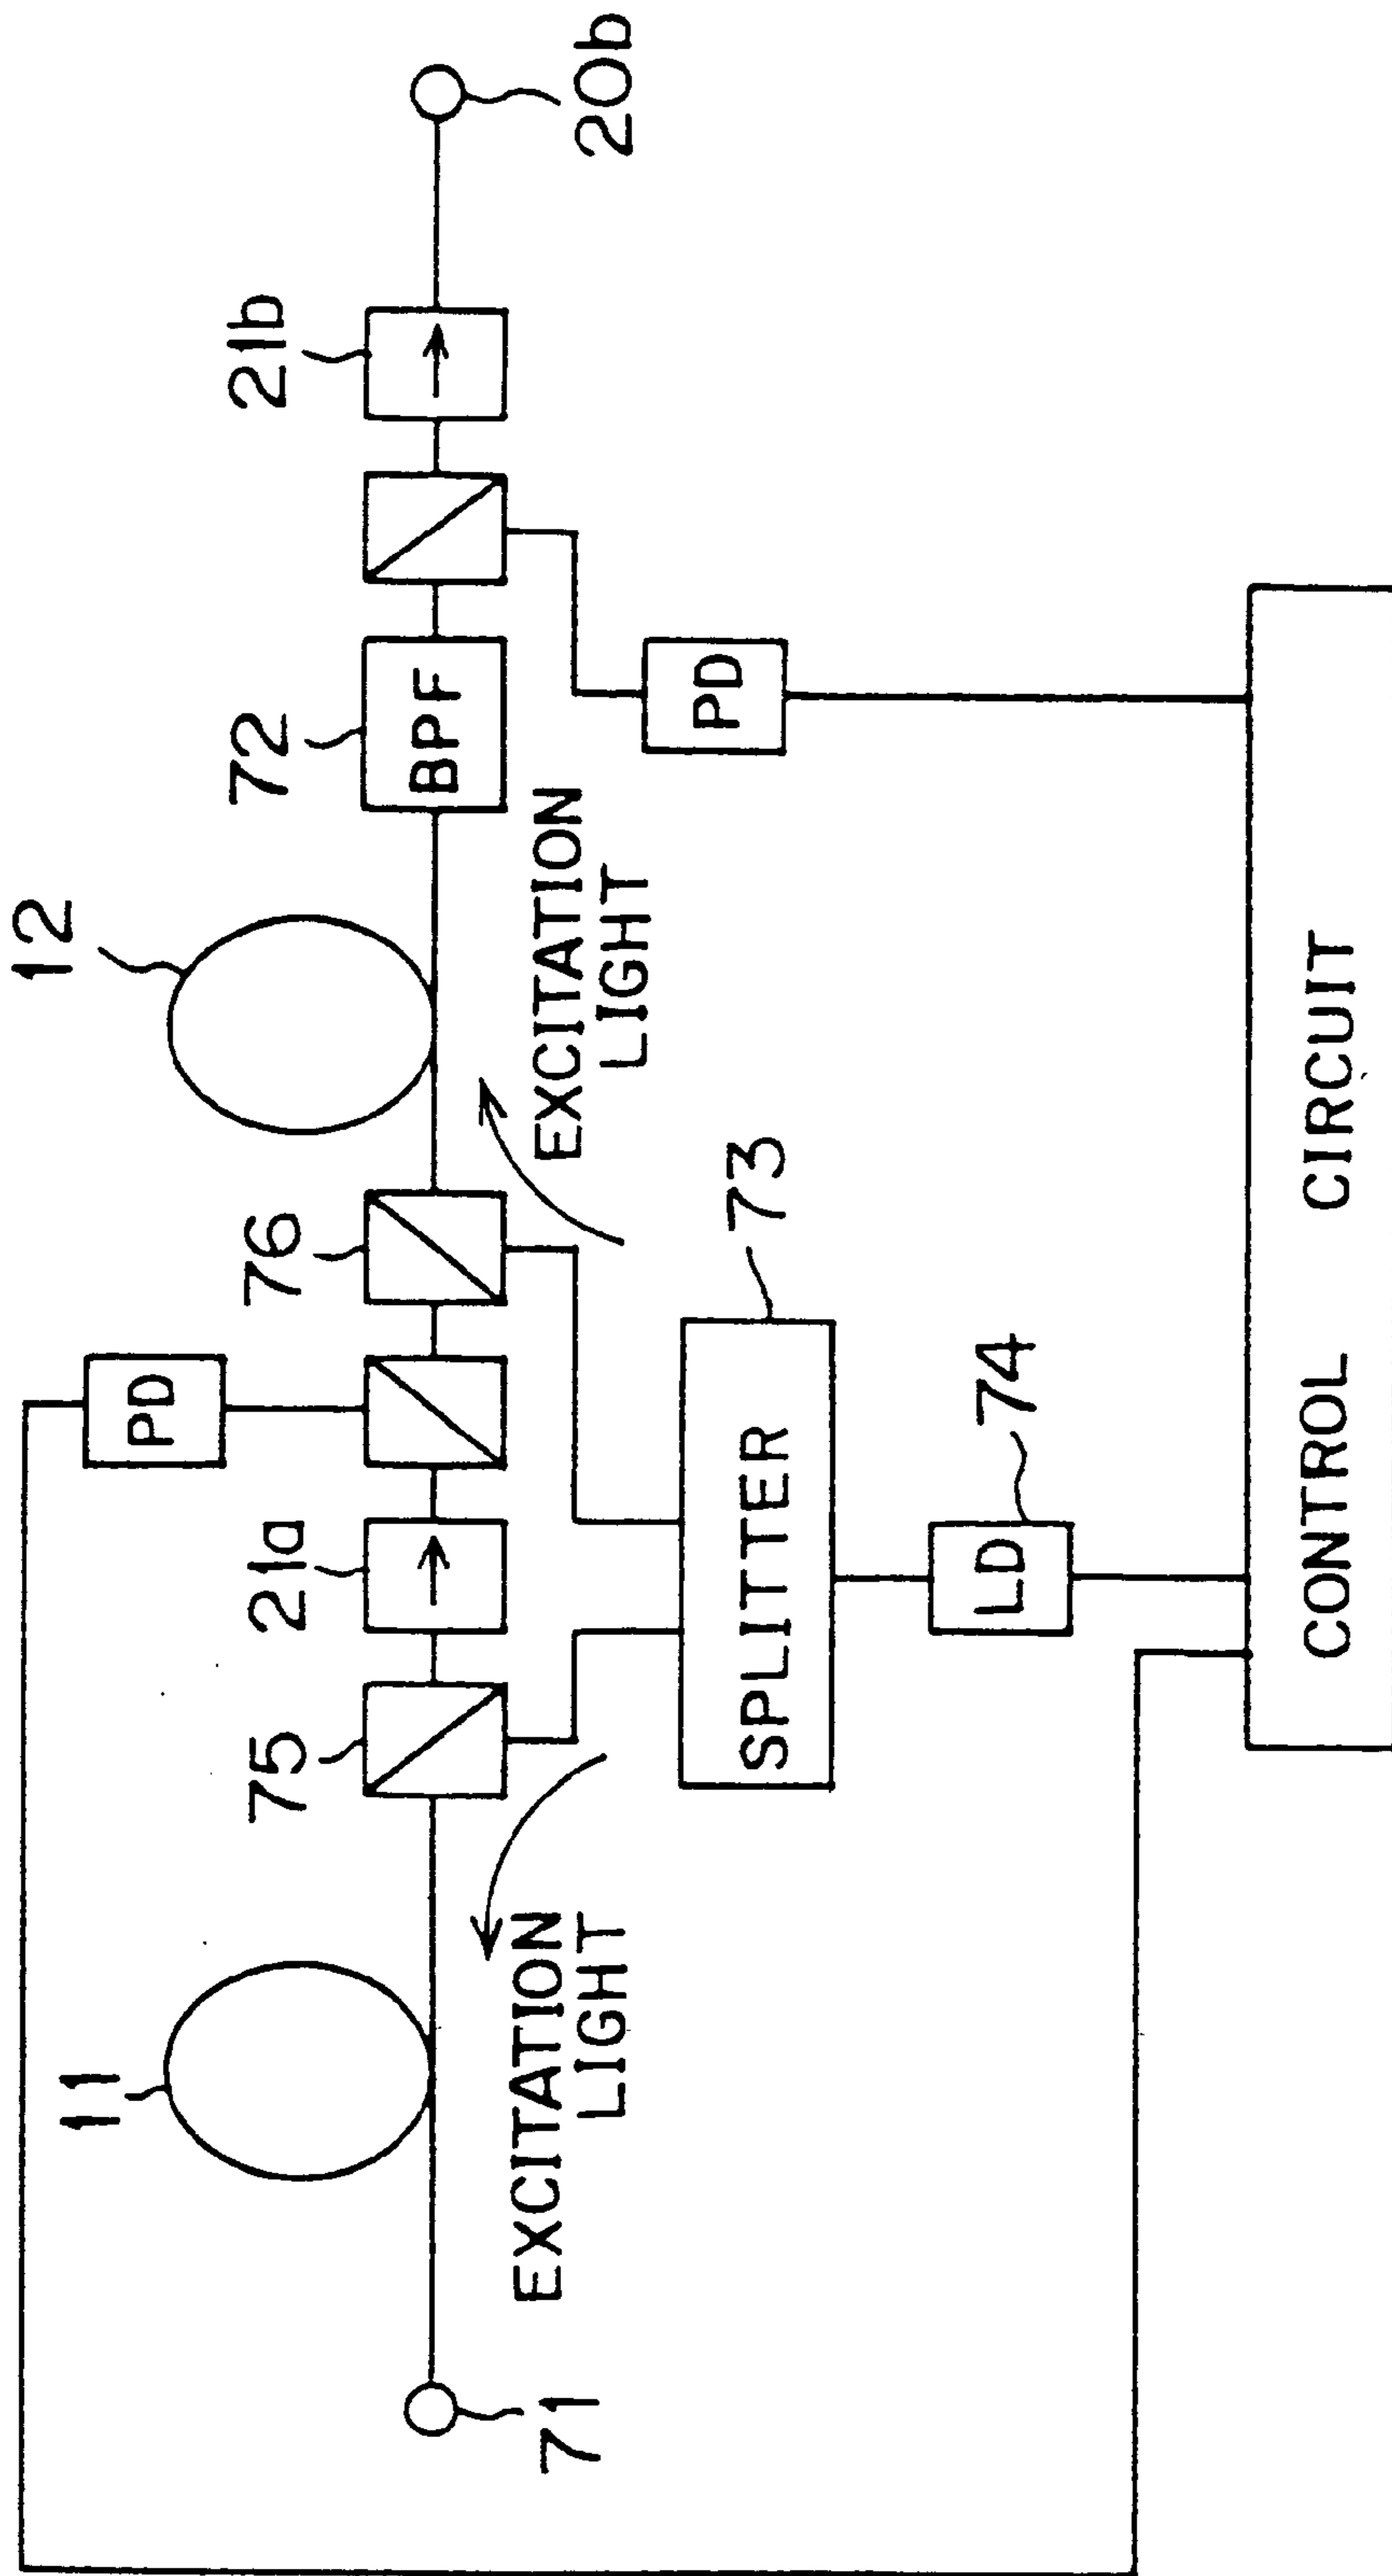 12
11
PD
75
21a
76
72
21b
BPF
20b
71
EXCITATION
LIGHT
EXCITATION
LIGHT
PD
SPLITTER
73
LD
74
CONTROL CIRCUIT